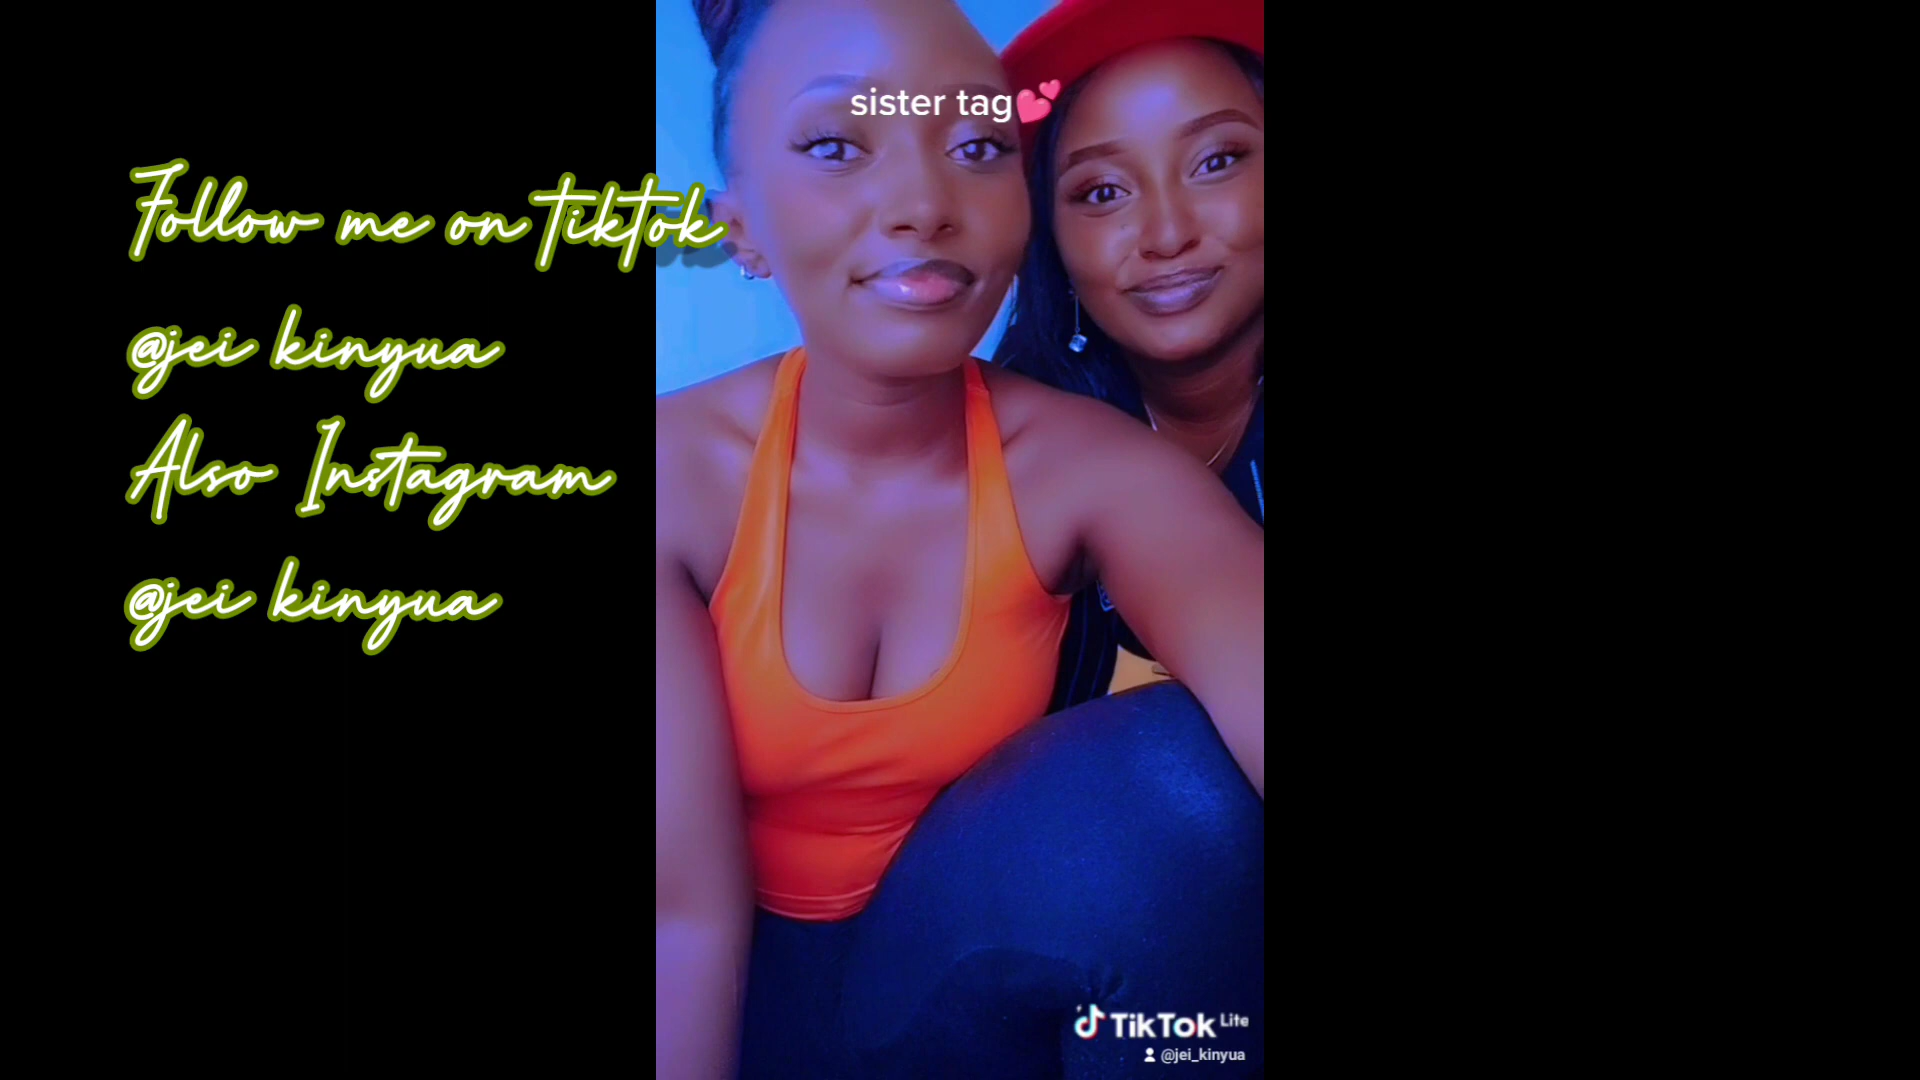 sister tag💕
Follow me on TikTok
@jei kinyua
Also Instagram
@jei kinyua
TikTok Lite
@jei_kinyua